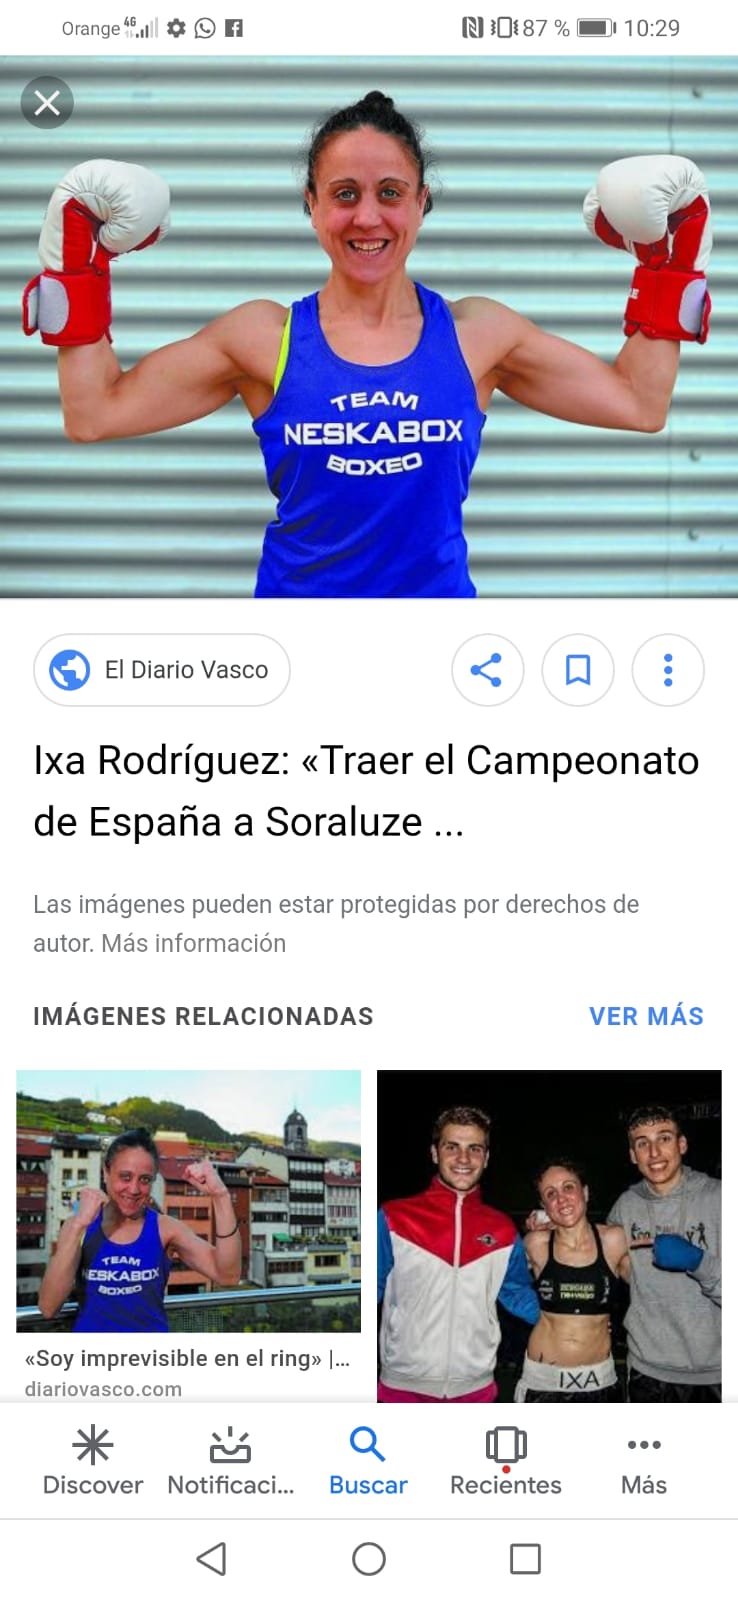 Orange 4G 87 % 10:29
TEAM
NESKABOX
BOXEO
El Diario Vasco
Ixa Rodríguez: «Traer el Campeonato
de España a Soraluze ...
Las imágenes pueden estar protegidas por derechos de
autor. Más información
IMÁGENES RELACIONADAS VER MÁS
TEAM
ESKABOX
BOXEO
IXA
«Soy imprevisible en el ring» |...
diariovasco.com
Discover Notificaci... Buscar Recientes Más